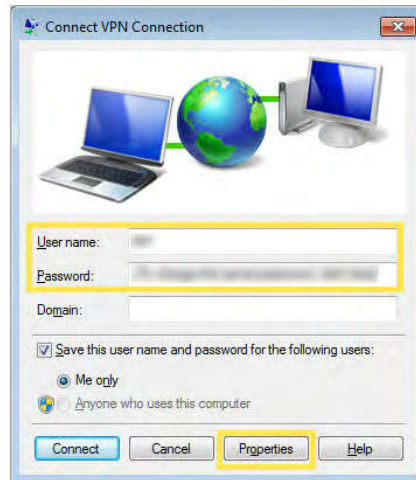 Connect VPN Connection
User name:
Password:
Domain:
Save this user name and password for the following users:
Me only
Anyone who uses this computer
Connect Cancel Properties Help